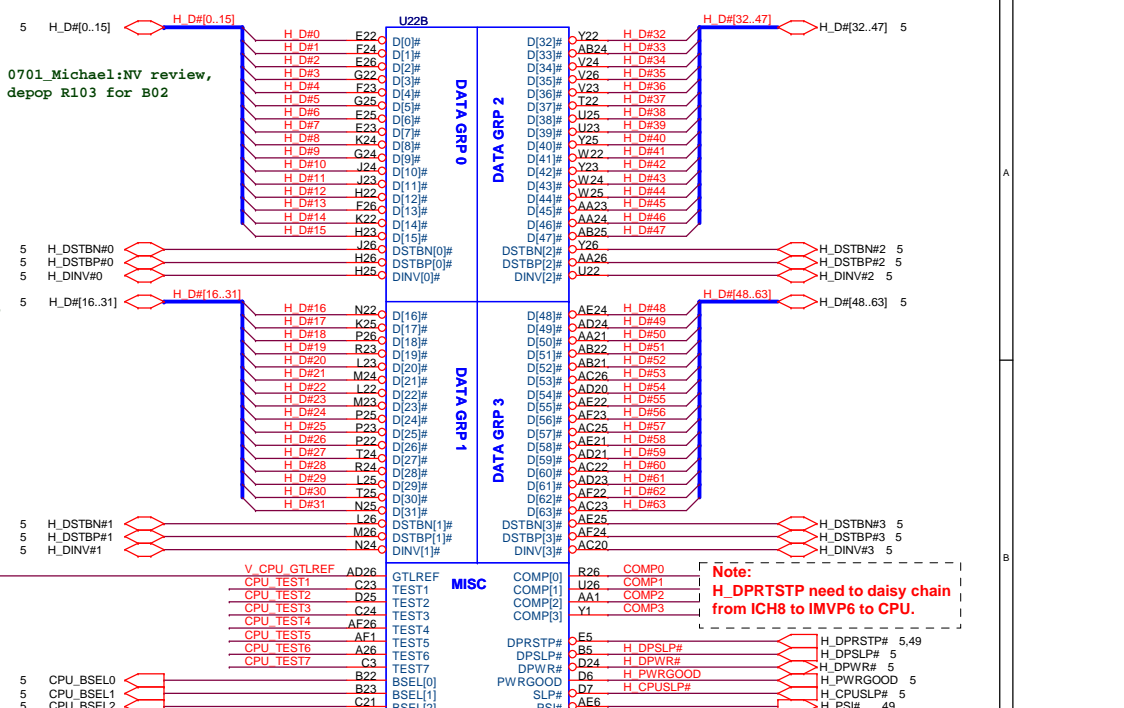 U22B
5 H_D#[0..15] H_D#[0..15] H_D#[32..47] H_D#[32..47] 5
H_D#0 E22 D[0]# D[32]# Y22 H_D#32
H_D#1 F24 D[1]# D[33]# AB24 H_D#33
H_D#2 E26 D[2]# D[34]# V24 H_D#34
0701_Michael:NV review,
H_D#3 G22 D[3]# D[35]# V26 H_D#35
H_D#4 F23 D[4]# D[36]# V23 H_D#36
depop R103 for B02
H_D#5 G25 D[5]# D[37]# T22 H_D#37
H_D#6 E25 D[6]# D[38]# U25 H_D#38
H_D#7 E23 D[7]# D[39]# U23 H_D#39
H_D#8 K24 D[8]# D[40]# Y25 H_D#40
H_D#9 G24 D[9]# D[41]# W22 H_D#41
H_D#10 J24 D[10]# D[42]# Y23 H_D#42
H_D#11 J23 D[11]# D[43]# W24 H_D#43
H_D#12 H22 D[12]# D[44]# W25 H_D#44
H_D#13 F26 D[13]# D[45]# AA23 H_D#45
H_D#14 K22 D[14]# D[46]# AA24 H_D#46
H_D#15 H23 D[15]# D[47]# AB25 H_D#47
DATA GRP 0
DATA GRP 2
A
5 H_DSTBN#0 J26 DSTBN[0]# DSTBN[2]# Y26 H_DSTBN#2 5
5 H_DSTBP#0 H26 DSTBP[0]# DSTBP[2]# AA26 H_DSTBP#2 5
5 H_DINV#0 H25 DINV[0]# DINV[2]# U22 H_DINV#2 5
5 H_D#[16..31] H_D#[16..31] H_D#[48..63] H_D#[48..63] 5
H_D#16 N22 D[16]# D[48]# AE24 H_D#48
H_D#17 K25 D[17]# D[49]# AD24 H_D#49
H_D#18 P26 D[18]# D[50]# AA21 H_D#50
H_D#19 R23 D[19]# D[51]# AB22 H_D#51
H_D#20 L23 D[20]# D[52]# AB21 H_D#52
H_D#21 M24 D[21]# D[53]# AC26 H_D#53
H_D#22 L22 D[22]# D[54]# AD20 H_D#54
H_D#23 M23 D[23]# D[55]# AE22 H_D#55
H_D#24 P25 D[24]# D[56]# AF23 H_D#56
H_D#25 P23 D[25]# D[57]# AC25 H_D#57
H_D#26 P22 D[26]# D[58]# AE21 H_D#58
H_D#27 T24 D[27]# D[59]# AD21 H_D#59
H_D#28 R24 D[28]# D[60]# AC22 H_D#60
H_D#29 L25 D[29]# D[61]# AD23 H_D#61
H_D#30 T25 D[30]# D[62]# AF22 H_D#62
H_D#31 N25 D[31]# D[63]# AC23 H_D#63
DATA GRP 1
DATA GRP 3
5 H_DSTBN#1 L26 DSTBN[1]# DSTBN[3]# AE25 H_DSTBN#3 5
5 H_DSTBP#1 M26 DSTBP[1]# DSTBP[3]# AF24 H_DSTBP#3 5
5 H_DINV#1 N24 DINV[1]# DINV[3]# AC20 H_DINV#3 5
B
V_CPU_GTLREF AD26 GTLREF MISC COMP[0] R26 COMP0
CPU_TEST1 C23 TEST1 COMP[1] U26 COMP1
CPU_TEST2 D25 TEST2 COMP[2] AA1 COMP2
CPU_TEST3 C24 TEST3 COMP[3] Y1 COMP3
Note:
H_DPRTSTP need to daisy chain
from ICH8 to IMVP6 to CPU.
CPU_TEST4 AF26 TEST4
CPU_TEST5 AF1 TEST5 DPRSTP# E5 H_DPRSTP# 5,49
CPU_TEST6 A26 TEST6 DPSLP# B5 H_DPSLP# H_DPSLP# 5
CPU_TEST7 C3 TEST7 DPWR# D24 H_DPWR# H_DPWR# 5
5 CPU_BSEL0 B22 BSEL[0] PWRGOOD D6 H_PWRGOOD H_PWRGOOD 5
5 CPU_BSEL1 B23 BSEL[1] SLP# D7 H_CPUSLP# H_CPUSLP# 5
5 CPU_BSEL2 C21 BSEL[2] PSI# AE6 H_PSI# 49